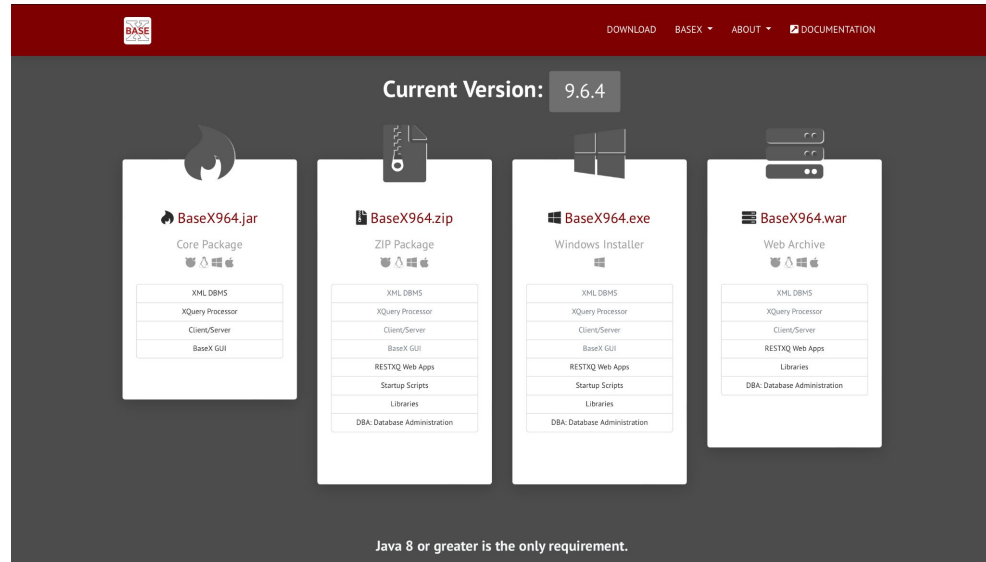 BASE
DOWNLOAD BASEX ABOUT DOCUMENTATION
Current Version: 9.6.4
BaseX964.jar
Core Package
XML DBMS
XQuery Processor
Client/Server
BaseX GUI
BaseX964.zip
ZIP Package
XML DBMS
XQuery Processor
Client/Server
BaseX GUI
RESTXQ Web Apps
Startup Scripts
Libraries
DBA: Database Administration
BaseX964.exe
Windows Installer
XML DBMS
XQuery Processor
Client/Server
BaseX GUI
RESTXQ Web Apps
Startup Scripts
Libraries
DBA: Database Administration
BaseX964.war
Web Archive
XML DBMS
XQuery Processor
Client/Server
RESTXQ Web Apps
Libraries
DBA: Database Administration
Java 8 or greater is the only requirement.